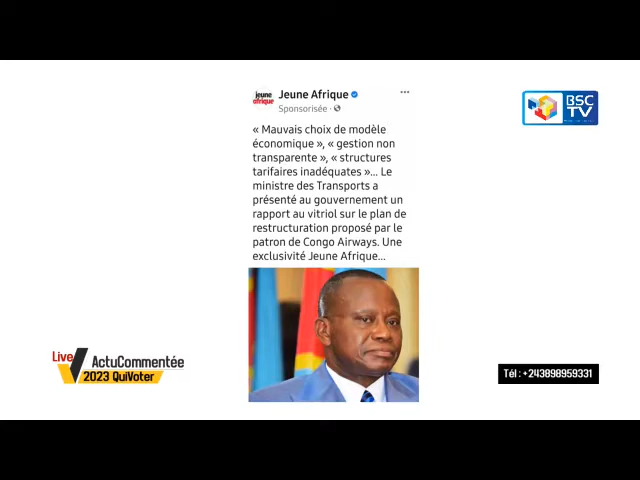 jeune
afrique
Jeune Afrique
Sponsorisée ·
« Mauvais choix de modèle
économique », « gestion non
transparente », « structures
tarifaires inadéquates »... Le
ministre des Transports a
présenté au gouvernement un
rapport au vitriol sur le plan de
restructuration proposé par le
patron de Congo Airways. Une
exclusivité Jeune Afrique...
BSC
TV
Live
ActuCommentée
2023 QuiVoter
Tél : +243898959331